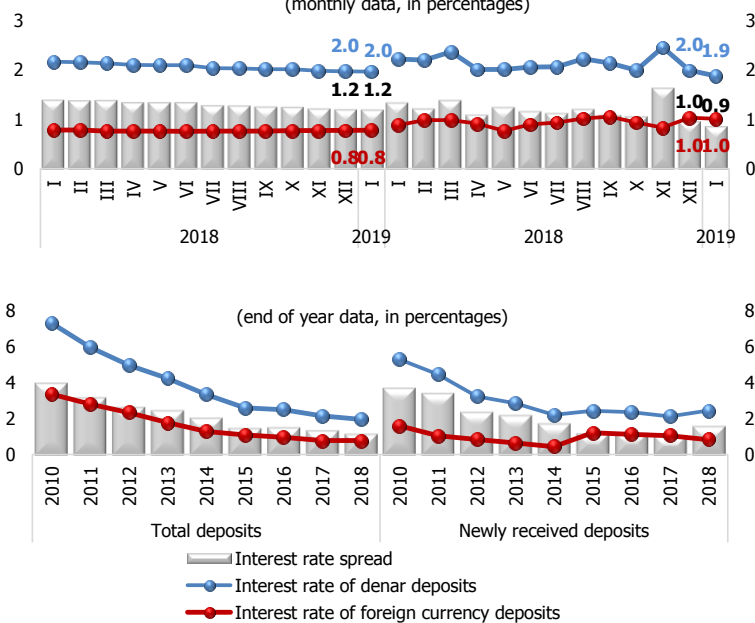 (monthly data, in percentages)
3 3
2 2
1 1
0 0
2.0 2.0 2.0 1.9
1.2 1.2 1.0 0.9
0.8 0.8 1.0 1.0
I II III IV V VI VII VIII IX X XI XII I I II III IV V VI VII VIII IX X XI XII I
2018 2019 2018 2019
(end of year data, in percentages)
8 8
6 6
4 4
2 2
0 0
2010 2011 2012 2013 2014 2015 2016 2017 2018 2010 2011 2012 2013 2014 2015 2016 2017 2018
Total deposits Newly received deposits
Interest rate spread
Interest rate of denar deposits
Interest rate of foreign currency deposits